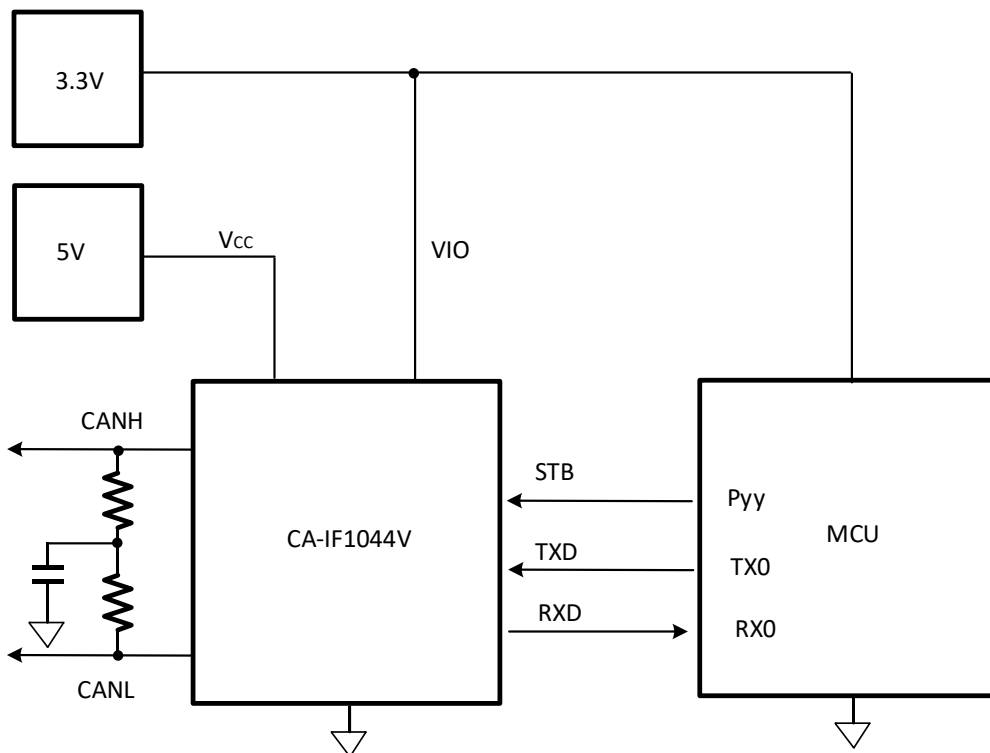 3.3V
5V
VCC
VIO
CANH
CANL
CA-IF1044V
STB
TXD
RXD
Pyy
TX0
RX0
MCU